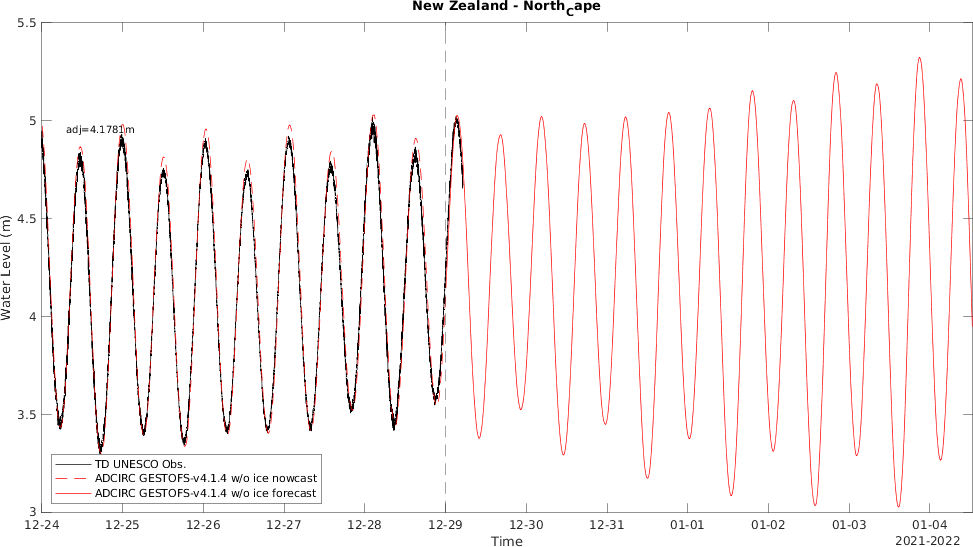 New Zealand - North_Cape
5.5
5
4.5
4
3.5
3
Water Level (m)
adj=4.1781m
TD UNESCO Obs.
ADCIRC GESTOFS-v4.1.4 w/o ice nowcast
ADCIRC GESTOFS-v4.1.4 w/o ice forecast
12-24 12-25 12-26 12-27 12-28 12-29 12-30 12-31 01-01 01-02 01-03 01-04
Time
2021-2022